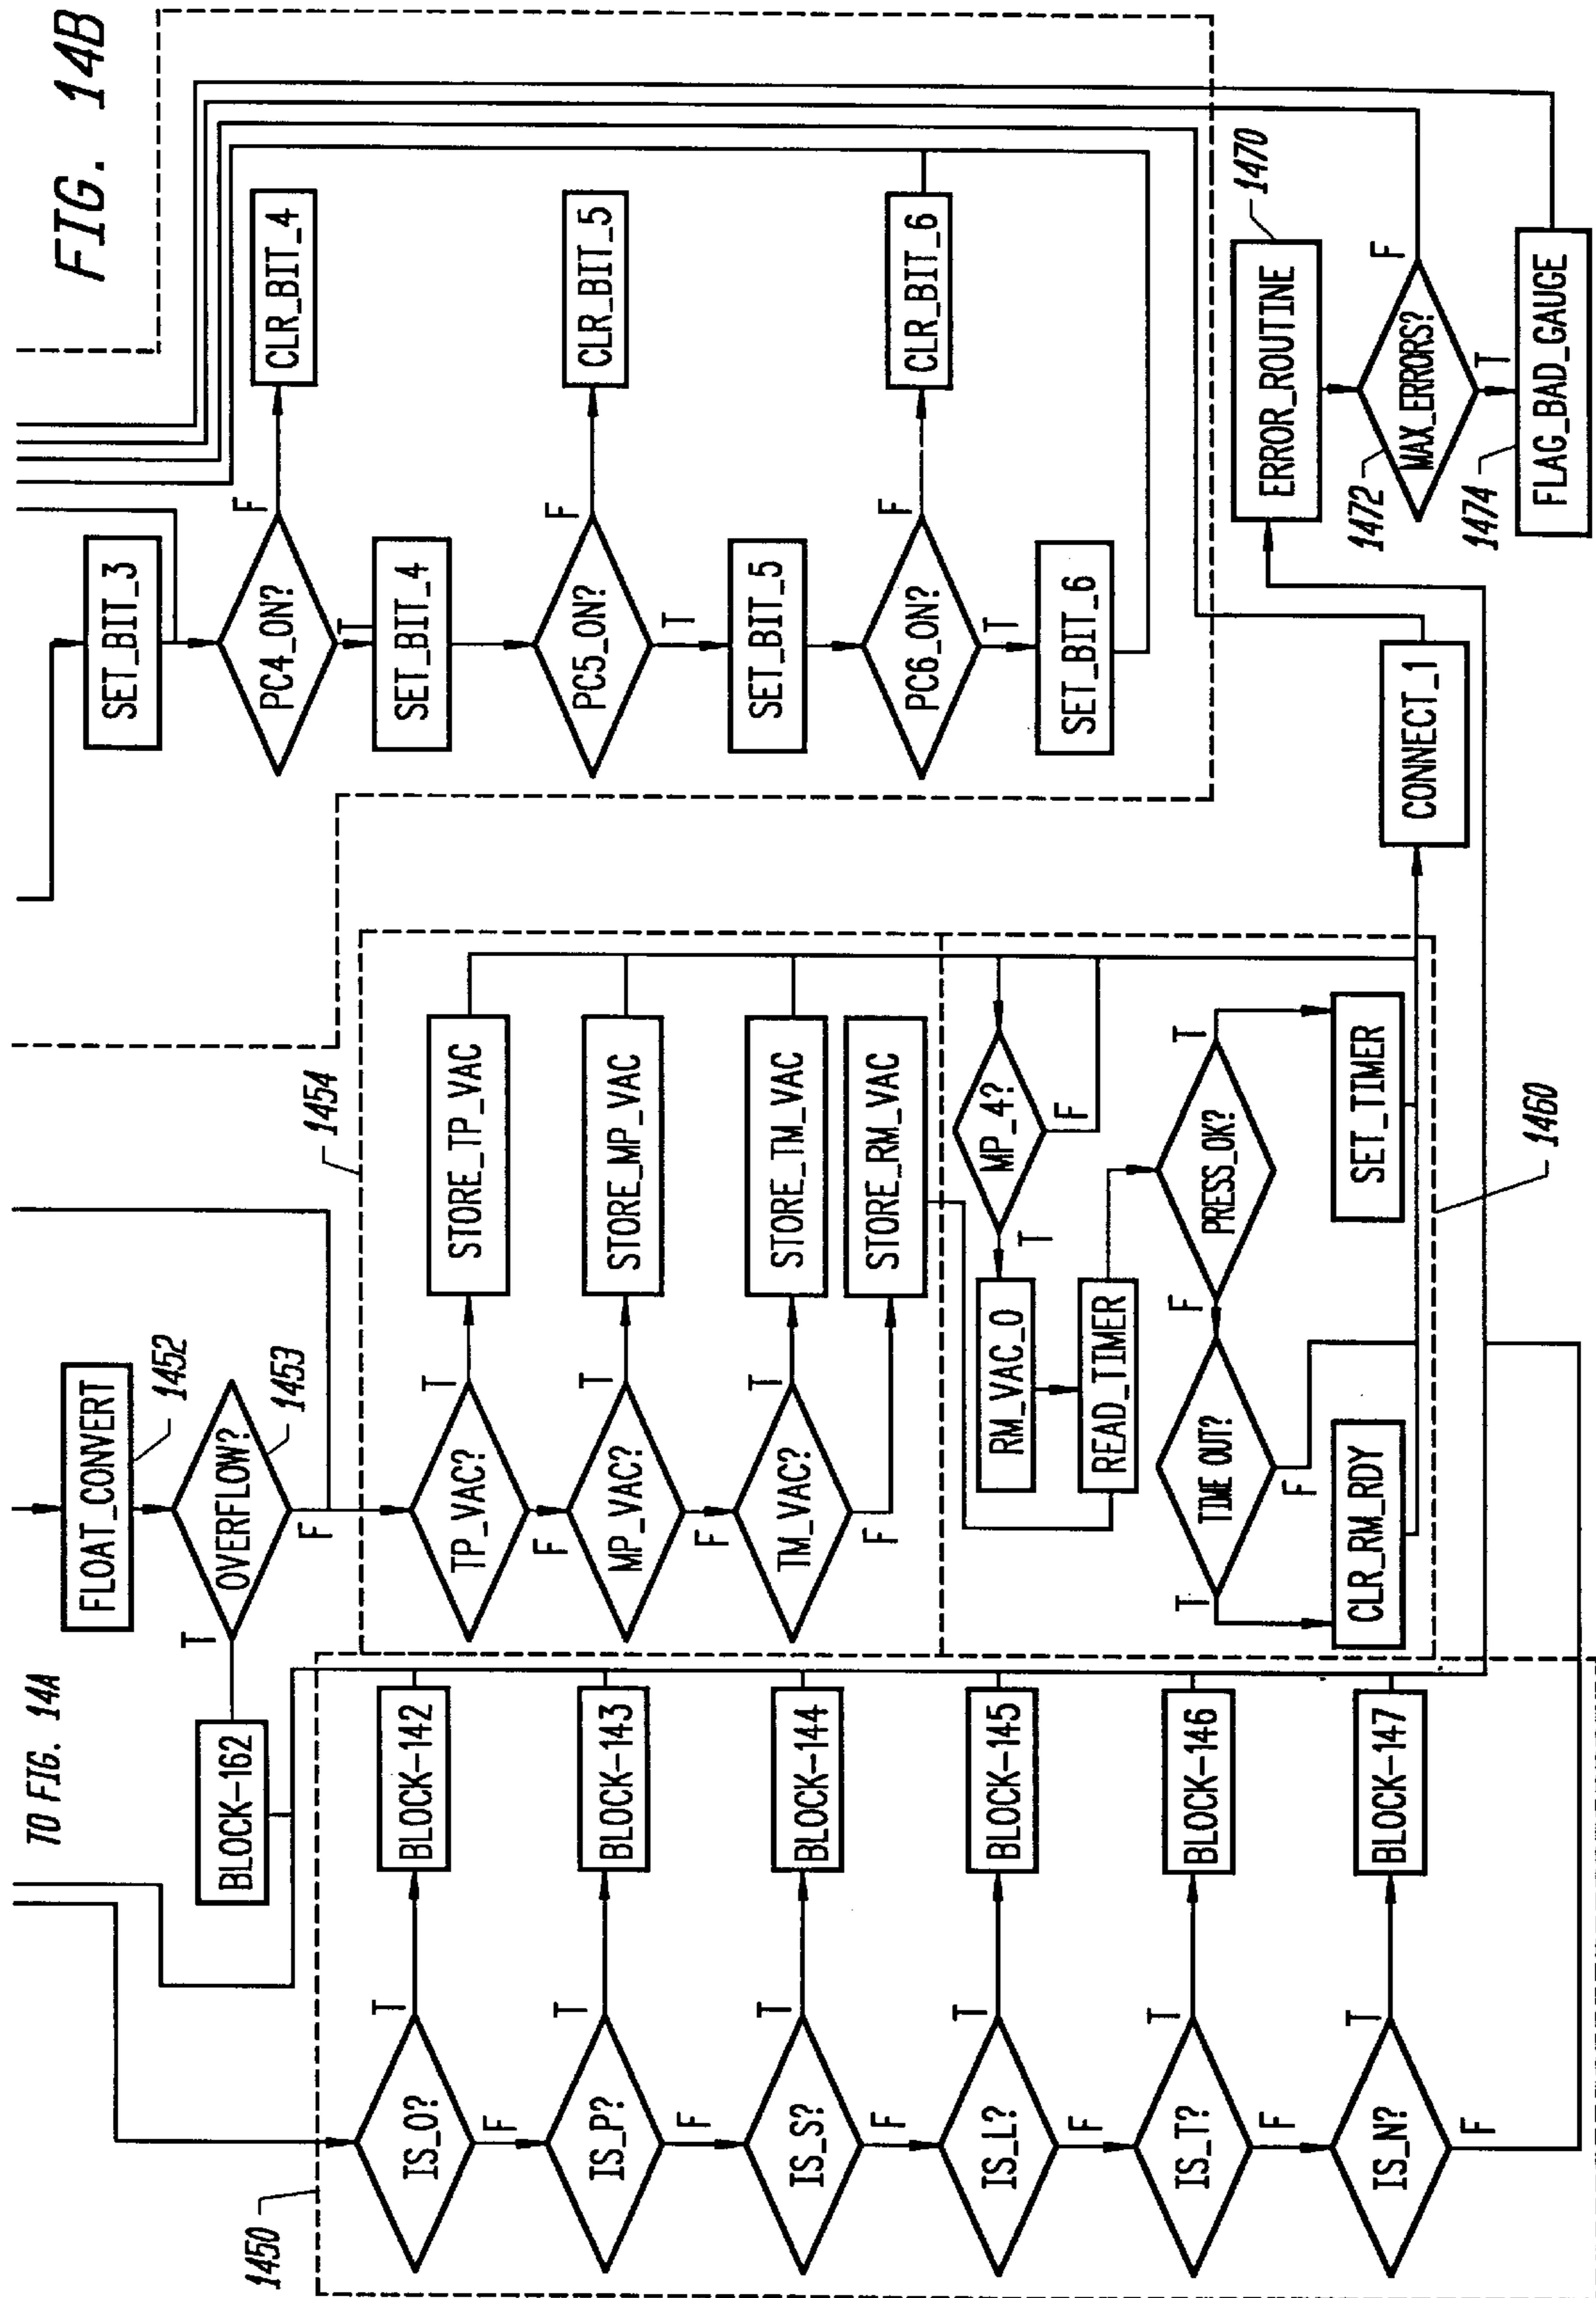 FIG. 14B
TO FIG. 14A
1450
IS_O?
F
T
BLOCK-142
IS_P?
F
T
BLOCK-143
IS_S?
F
T
BLOCK-144
IS_L?
F
T
BLOCK-145
IS_T?
F
T
BLOCK-146
IS_N?
F
T
BLOCK-147
BLOCK-162
FLOAT_CONVERT
1452
OVERFLOW?
1453
T
F
1454
TP_VAC?
T
F
STORE_TP_VAC
MP_VAC?
T
F
STORE_MP_VAC
TM_VAC?
T
F
STORE_TM_VAC
STORE_RM_VAC
MP_4?
F
T
RM_VAC_0
READ_TIMER
PRESS_OK?
T
F
TIME OUT?
T
F
CLR_RM_RDY
SET_TIMER
1460
CONNECT_1
SET_BIT_3
PC4_ON?
F
T
CLR_BIT_4
SET_BIT_4
PC5_ON?
F
T
CLR_BIT_5
SET_BIT_5
PC6_ON?
F
T
CLR_BIT_6
SET_BIT_6
ERROR_ROUTINE
1470
MAX_ERRORS?
1472
F
T
FLAG_BAD_GAUGE
1474